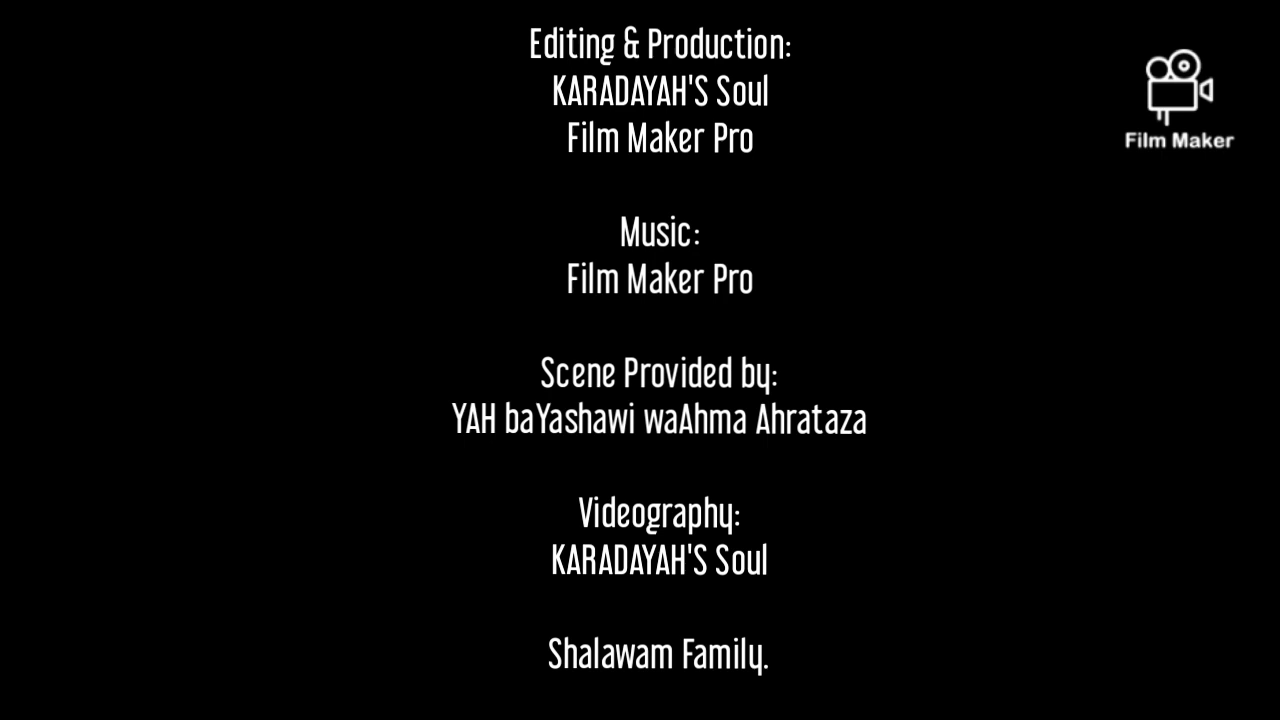 Editing & Production:
KARADAYAH'S Soul
Film Maker Pro
Film Maker
Music:
Film Maker Pro
Scene Provided by:
YAH baYashawi waAhma Ahrataza
Videography:
KARADAYAH'S Soul
Shalawam Family.